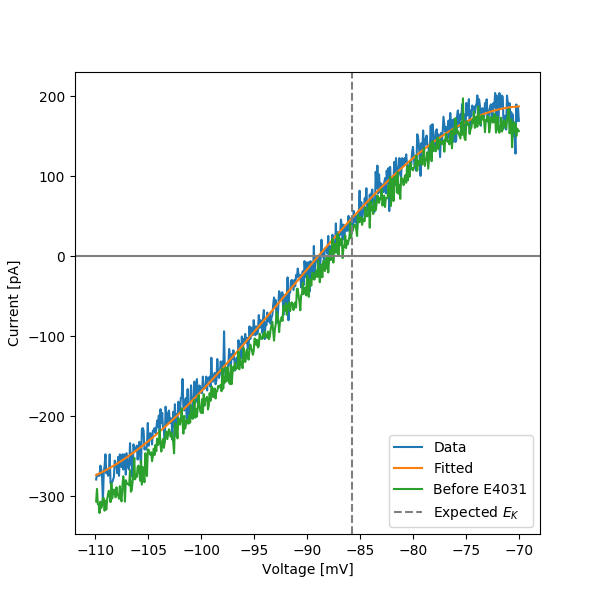 200
100
0
−100
−200
−300
Current [pA]
−110 −105 −100 −95 −90 −85 −80 −75 −70
Voltage [mV]
Data
Fitted
Before E4031
Expected E_K